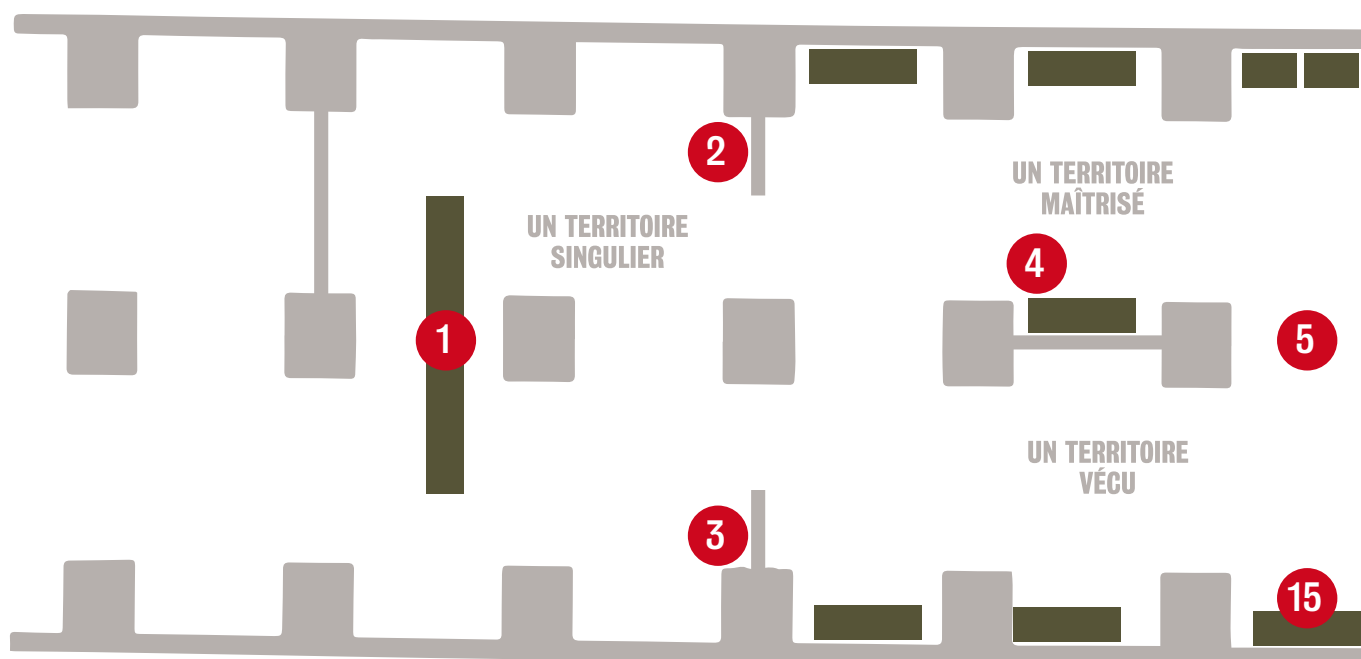 2
UN TERRITOIRE
MAÎTRISÉ
UN TERRITOIRE
SINGULIER
4
1
5
UN TERRITOIRE
VÉCU
3
15